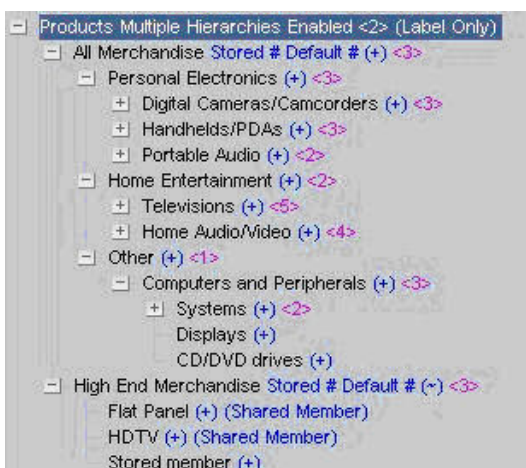 Products Multiple Hierarchies Enabled <2> (Label Only)
All Merchandise Stored # Default # (+) <3>
Personal Electronics (+) <3>
Digital Cameras/Camcorders (+) <3>
Handhelds/PDAs (+) <3>
Portable Audio (+) <2>
Home Entertainment (+) <2>
Televisions (+) <5>
Home Audio/Video (+) <4>
Other (+) <1>
Computers and Peripherals (+) <3>
Systems (+) <2>
Displays (+)
CD/DVD drives (+)
High End Merchandise Stored # Default # (~) <3>
Flat Panel (+) (Shared Member)
HDTV (+) (Shared Member)
Stored member (+)